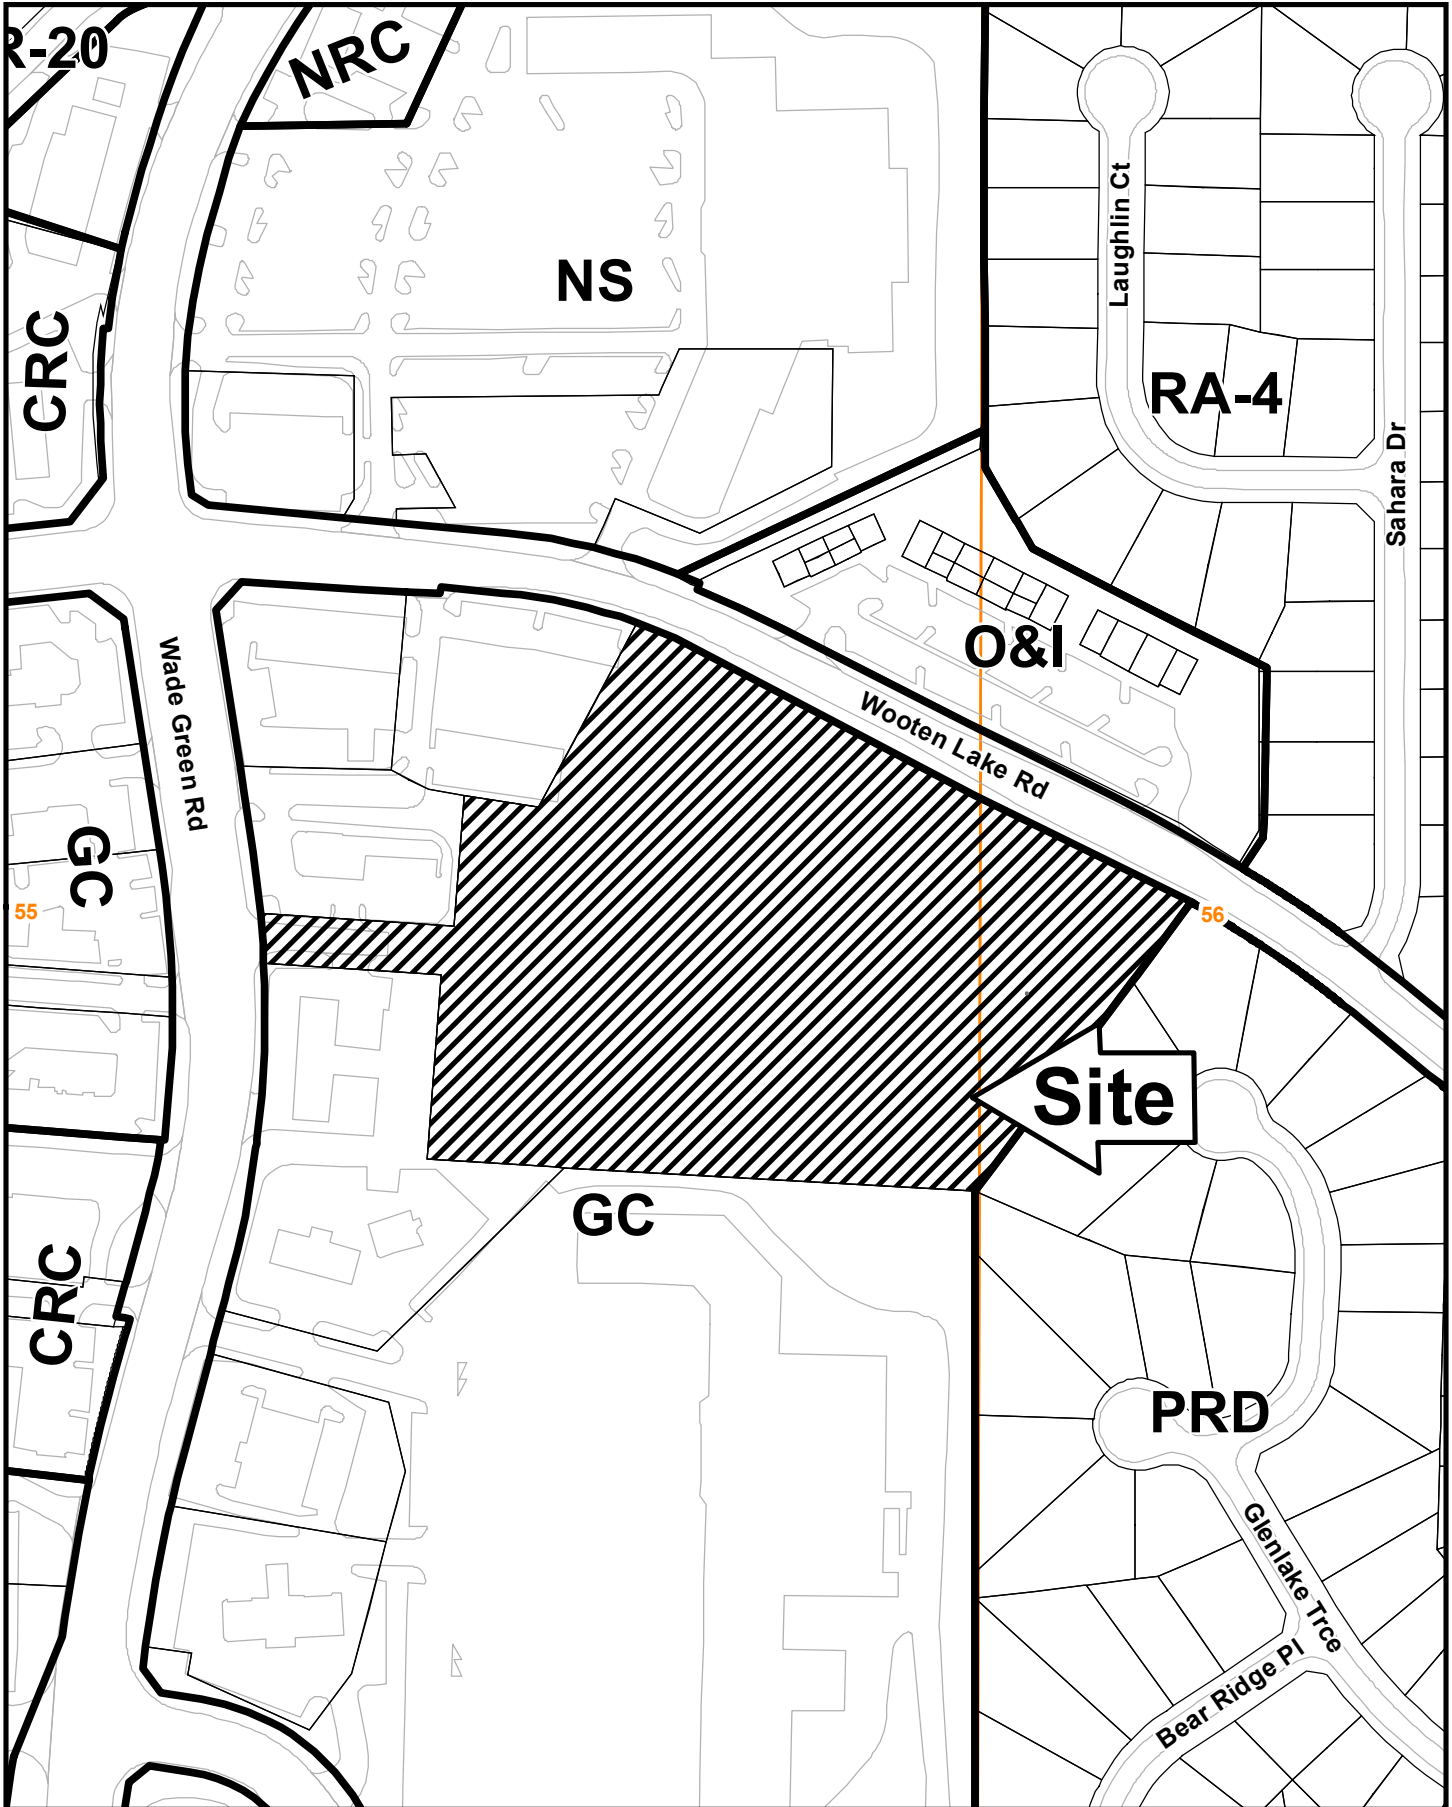 R-20
NRC
NS
Laughlin Ct
CRC
RA-4
Sahara Dr
O&I
Wade Green Rd
Wooten Lake Rd
GC
55
56
Site
GC
CRC
PRD
Glenlake Trce
Bear Ridge Pl